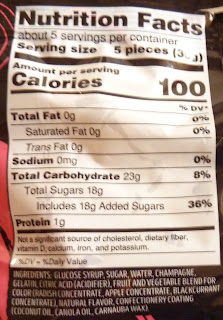 Nutrition Facts
about 5 servings per container
Serving size 5 pieces
Amount per serving
Calories 100
% DV*
Total Fat 0g 0%
Saturated Fat 0g 0%
Trans Fat 0g
Sodium 0mg 0%
Total Carbohydrate 23g 8%
Total Sugars 18g
Includes 18g Added Sugars 36%
Protein 1g
Not a significant source of cholesterol, dietary fiber,
vitamin D, calcium, iron, and potassium.
%DV = %Daily Value
INGREDIENTS: GLUCOSE SYRUP, SUGAR, WATER, CHAMPAGNE,
GELATIN, CITRIC ACID (ACIDIFIER), FRUIT AND VEGETABLE BLEND FOR
COLOR (RADISH CONCENTRATE, APPLE CONCENTRATE, BLACKCURRANT
CONCENTRATE), NATURAL FLAVOR, CONFECTIONERY COATING
(COCONUT OIL, CANOLA OIL, CARNAUBA WAX).